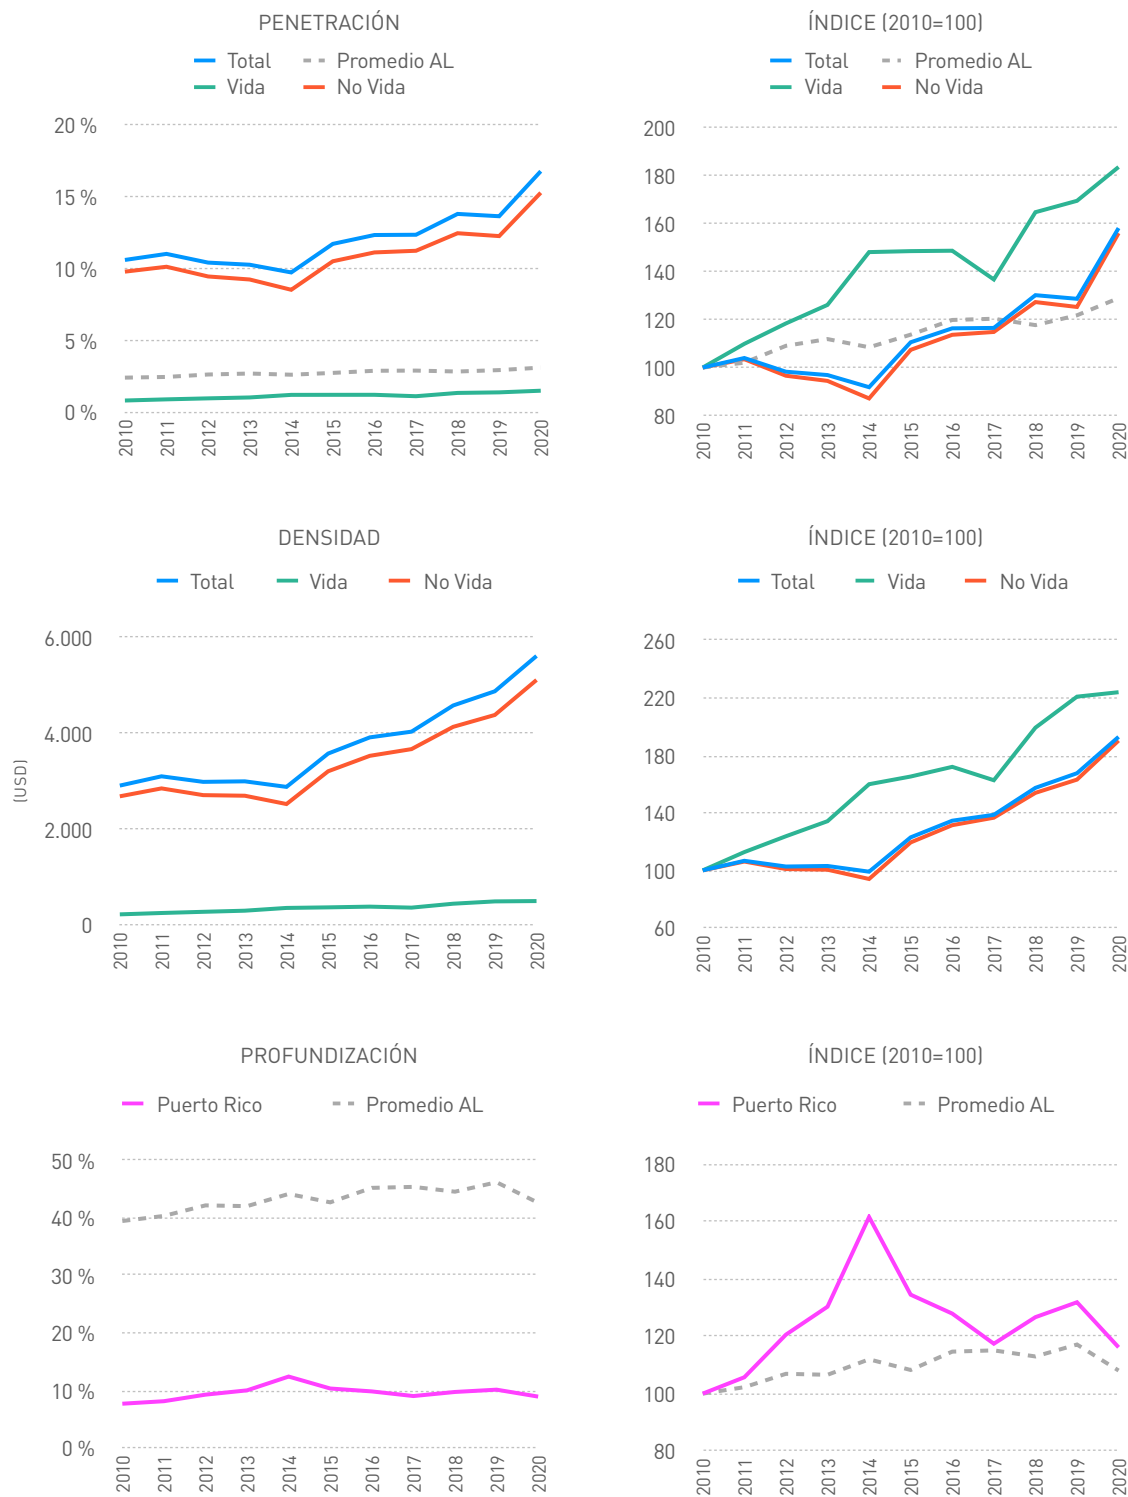 PENETRACIÓN
Total Promedio AL
Vida No Vida
20 %
15 %
10 %
5 %
0 %
2010 2011 2012 2013 2014 2015 2016 2017 2018 2019 2020
ÍNDICE (2010=100)
Total Promedio AL
Vida No Vida
200
180
160
140
120
100
80
2010 2011 2012 2013 2014 2015 2016 2017 2018 2019 2020
DENSIDAD
Total Vida No Vida
(USD)
6.000
4.000
2.000
0
2010 2011 2012 2013 2014 2015 2016 2017 2018 2019 2020
ÍNDICE (2010=100)
Total Vida No Vida
260
220
180
140
100
60
2010 2011 2012 2013 2014 2015 2016 2017 2018 2019 2020
PROFUNDIZACIÓN
Puerto Rico Promedio AL
50 %
40 %
30 %
20 %
10 %
0 %
2010 2011 2012 2013 2014 2015 2016 2017 2018 2019 2020
ÍNDICE (2010=100)
Puerto Rico Promedio AL
180
160
140
120
100
80
2010 2011 2012 2013 2014 2015 2016 2017 2018 2019 2020